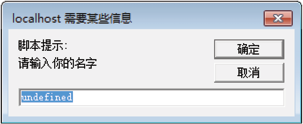 localhost 需要某些信息
脚本提示:
请输入你的名字
确定
取消
undefined